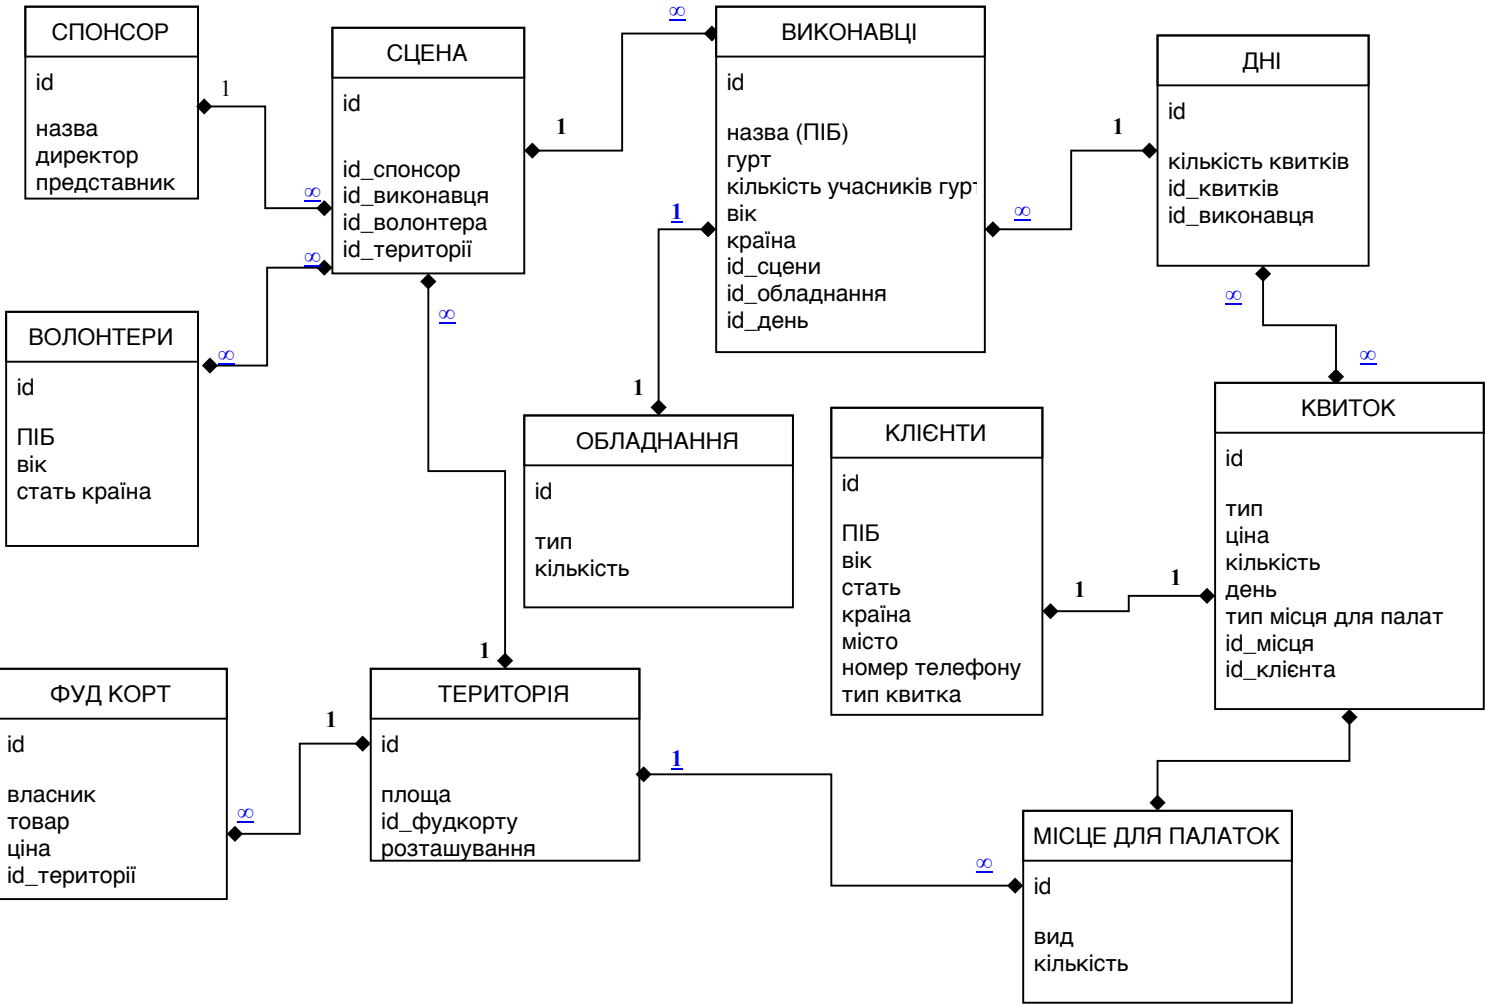 СПОНСОР
id
назва
директор
представник
1
∞
СЦЕНА
id
id_спонсор
id_виконавця
id_волонтера
id_території
∞
1
∞
ВИКОНАВЦІ
id
назва (ПІБ)
гурт
кількість учасників гурт
вік
країна
id_сцени
id_обладнання
id_день
1
∞
1
ДНІ
id
кількість квитків
id_квитків
id_виконавця
∞
∞
ВОЛОНТЕРИ
id
ПІБ
вік
стать країна
∞
∞
1
ОБЛАДНАННЯ
id
тип
кількість
КЛІЄНТИ
id
ПІБ
вік
стать
країна
місто
номер телефону
тип квитка
1
1
КВИТОК
id
тип
ціна
кількість
день
тип місця для палат
id_місця
id_клієнта
ФУД КОРТ
id
власник
товар
ціна
id_території
∞
1
1
ТЕРИТОРІЯ
id
площа
id_фудкорту
розташування
1
∞
МІСЦЕ ДЛЯ ПАЛАТОК
id
вид
кількість